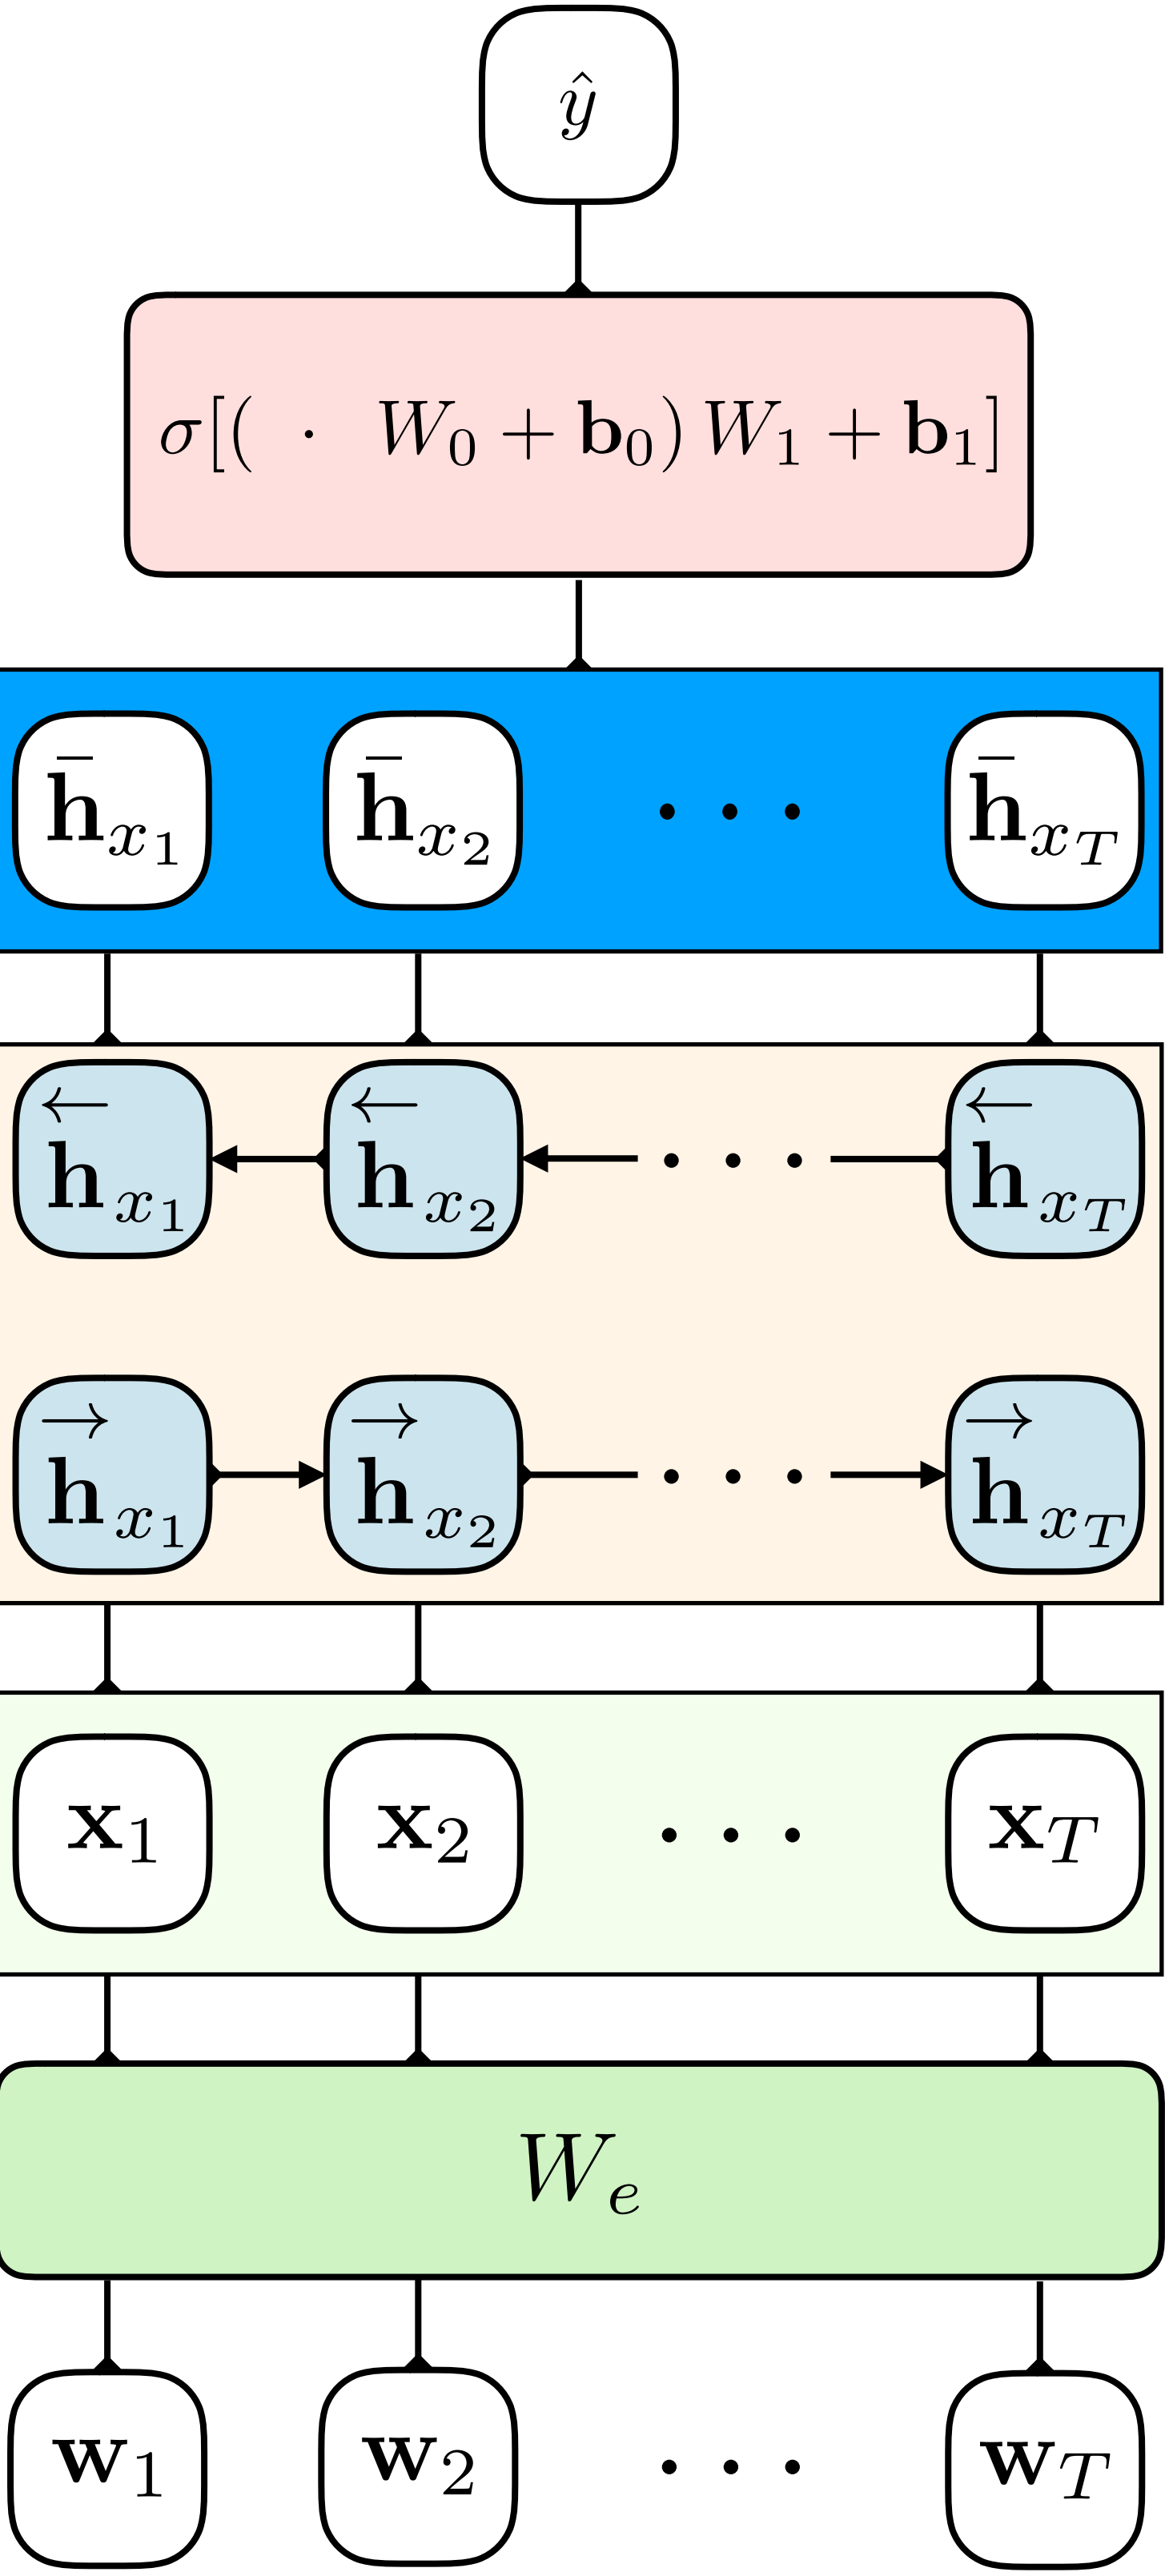 ŷ
σ[( · W₀ + b₀) W₁ + b₁]
h̄ₓ₁ h̄ₓ₂ · · · h̄ₓT
←hₓ₁ ←hₓ₂ · · · ←hₓT
→hₓ₁ →hₓ₂ · · · →hₓT
x₁ x₂ · · · xT
Wₑ
w₁ w₂ · · · wT